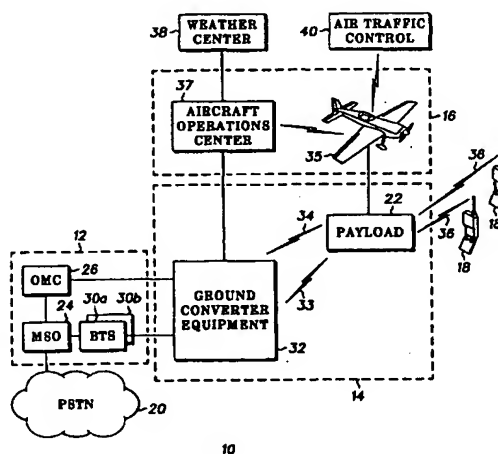 38
WEATHER
CENTER
40
AIR TRAFFIC
CONTROL
37
AIRCRAFT
OPERATIONS
CENTER
35
16
22
PAYLOAD
38
18
36
18
34
33
12
OMC
26
24
30a
30b
MSO
BTS
GROUND
CONVERTER
EQUIPMENT
32
PSTN
20
14
10